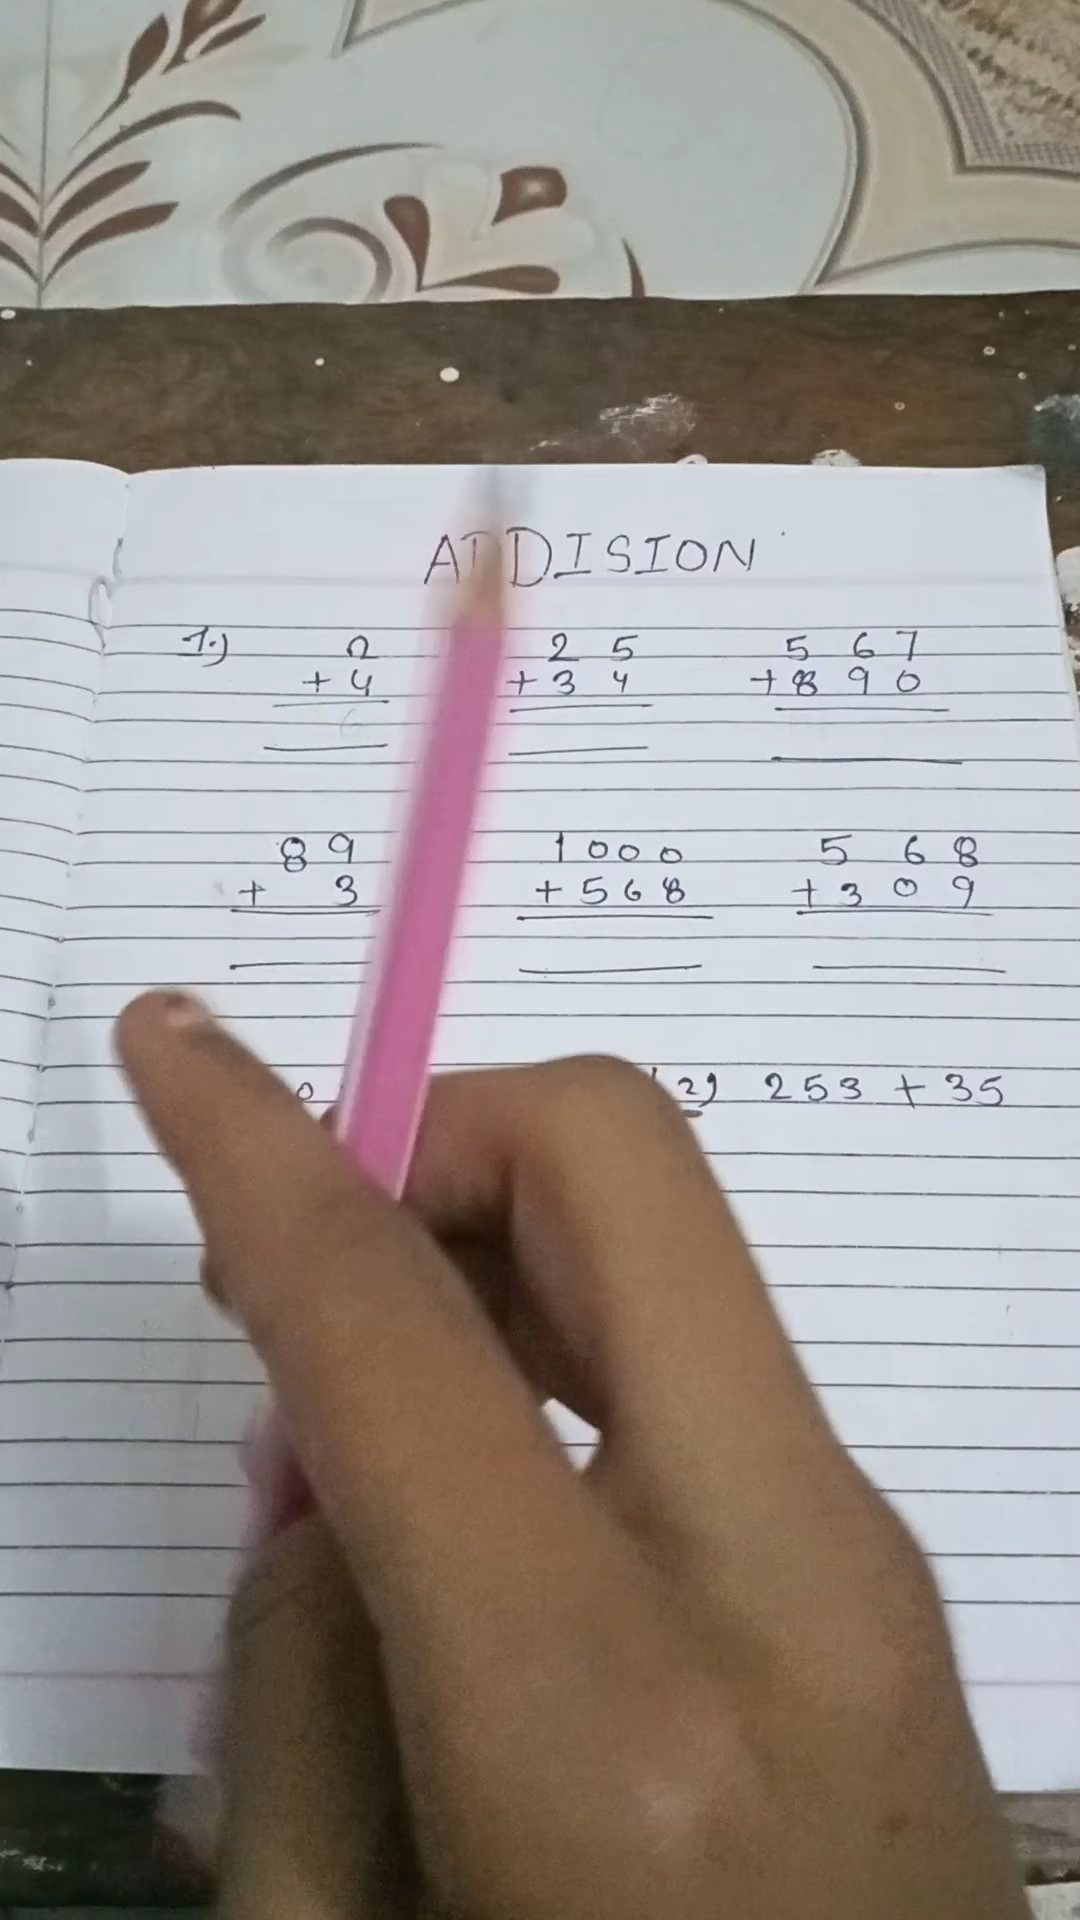 ADDISION
1.) 2 25 567
+4 +34 +890
6
89 1000 568
+ 3 +568 +309
2) 253 + 35